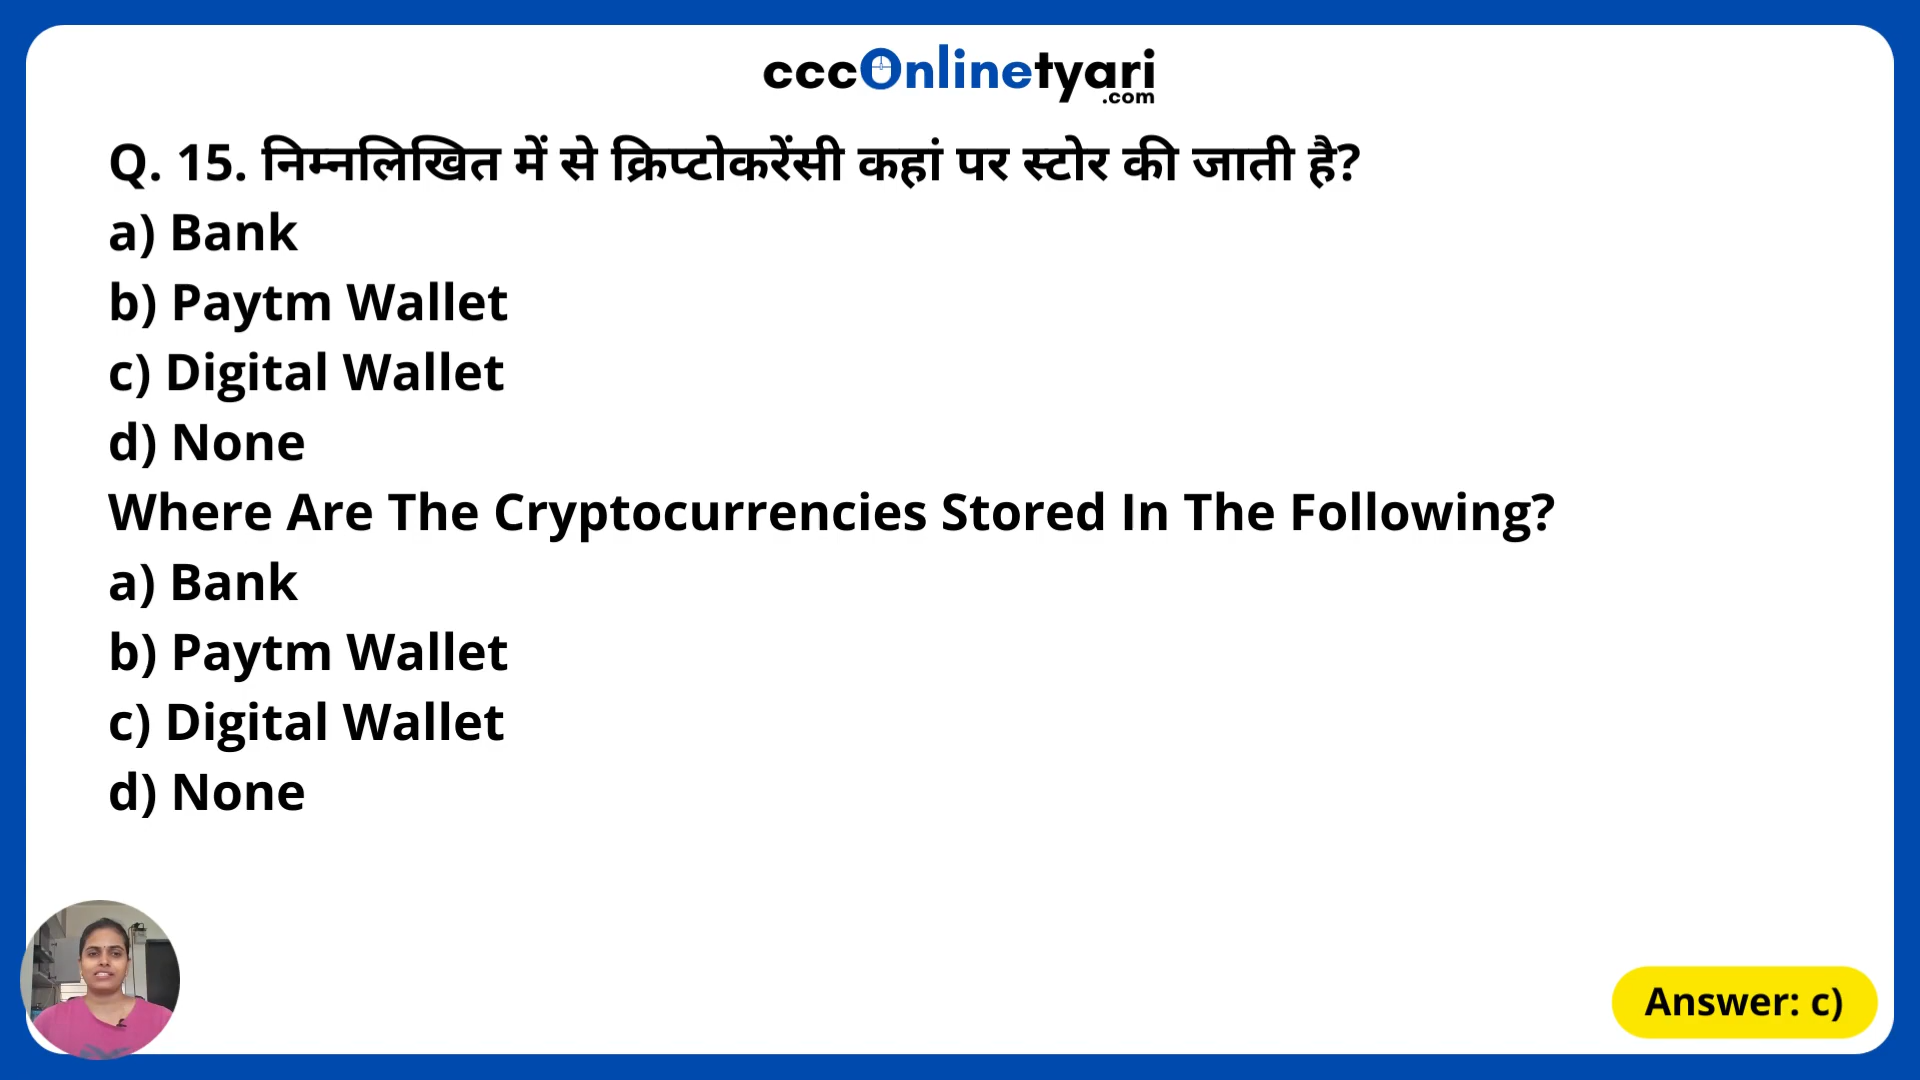 cccOnlinetyari
.com
Q. 15. निम्नलिखित में से क्रिप्टोकरेंसी कहां पर स्टोर की जाती है?
a) Bank
b) Paytm Wallet
c) Digital Wallet
d) None
Where Are The Cryptocurrencies Stored In The Following?
a) Bank
b) Paytm Wallet
c) Digital Wallet
d) None
Answer: c)